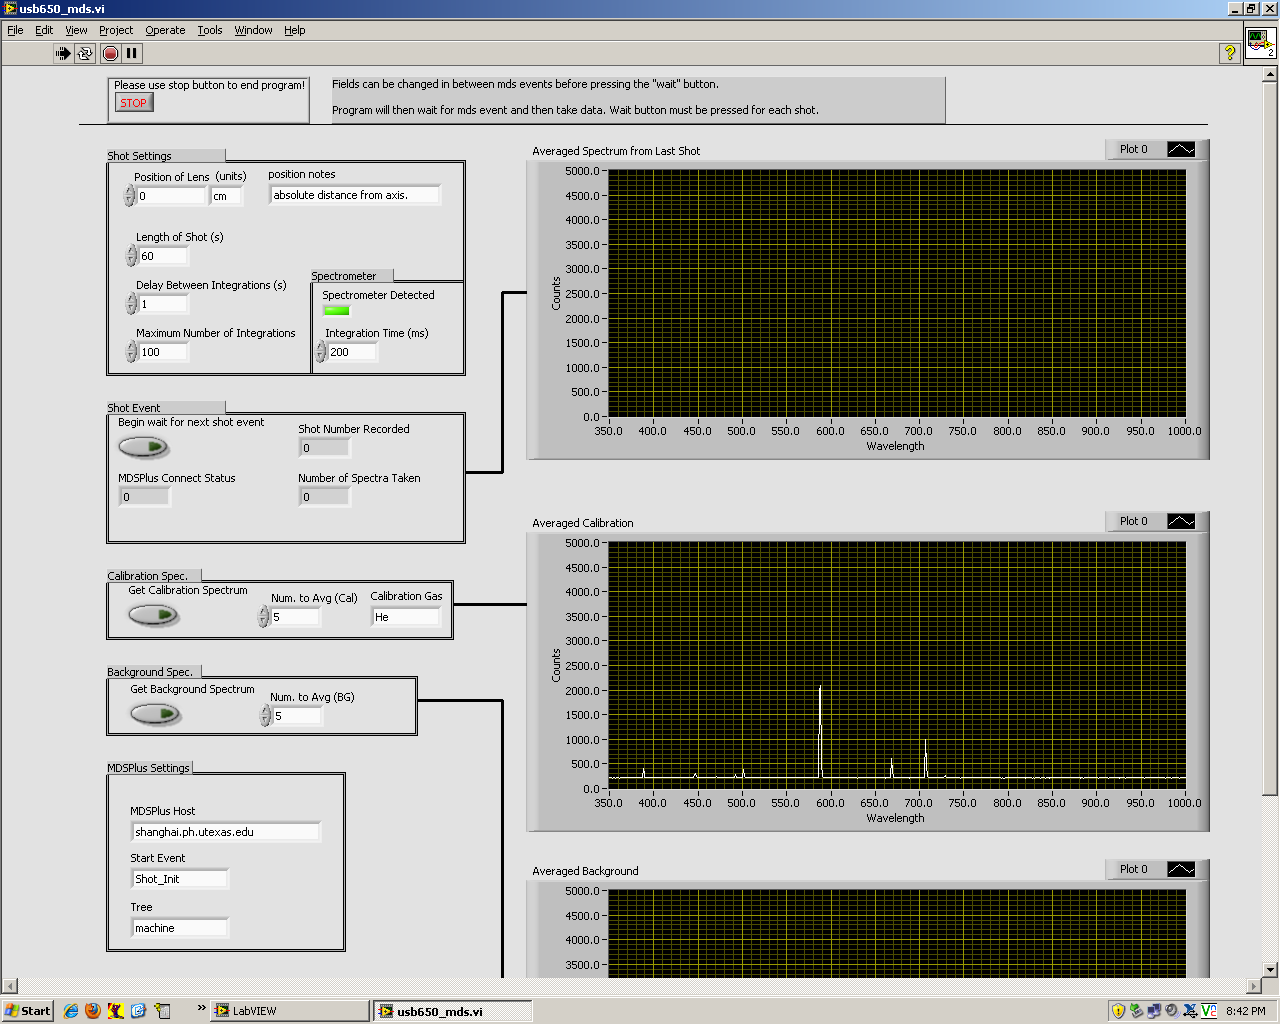 usb650_mds.vi
File Edit View Project Operate Tools Window Help
?
2
Please use stop button to end program!
STOP
Fields can be changed in between mds events before pressing the "wait" button.
Program will then wait for mds event and then take data. Wait button must be pressed for each shot.
Shot Settings
Position of Lens (units)
0 cm
position notes
absolute distance from axis.
Length of Shot (s)
60
Delay Between Integrations (s)
1
Maximum Number of Integrations
100
Spectrometer
Spectrometer Detected
Integration Time (ms)
200
Averaged Spectrum from Last Shot
Plot 0
5000.0
4500.0
4000.0
3500.0
3000.0
2500.0
2000.0
1500.0
1000.0
500.0
0.0
Counts
350.0 400.0 450.0 500.0 550.0 600.0 650.0 700.0 750.0 800.0 850.0 900.0 950.0 1000.0
Wavelength
Shot Event
Begin wait for next shot event
Shot Number Recorded
0
MDSPlus Connect Status
0
Number of Spectra Taken
0
Averaged Calibration
Plot 0
5000.0
4500.0
4000.0
3500.0
3000.0
2500.0
2000.0
1500.0
1000.0
500.0
0.0
Counts
350.0 400.0 450.0 500.0 550.0 600.0 650.0 700.0 750.0 800.0 850.0 900.0 950.0 1000.0
Wavelength
Calibration Spec.
Get Calibration Spectrum
Num. to Avg (Cal)
5
Calibration Gas
He
Background Spec.
Get Background Spectrum
Num. to Avg (BG)
5
MDSPlus Settings
MDSPlus Host
shanghai.ph.utexas.edu
Start Event
Shot_Init
Tree
machine
Averaged Background
Plot 0
5000.0
4500.0
4000.0
3500.0
Start
»
LabVIEW
usb650_mds.vi
8:42 PM